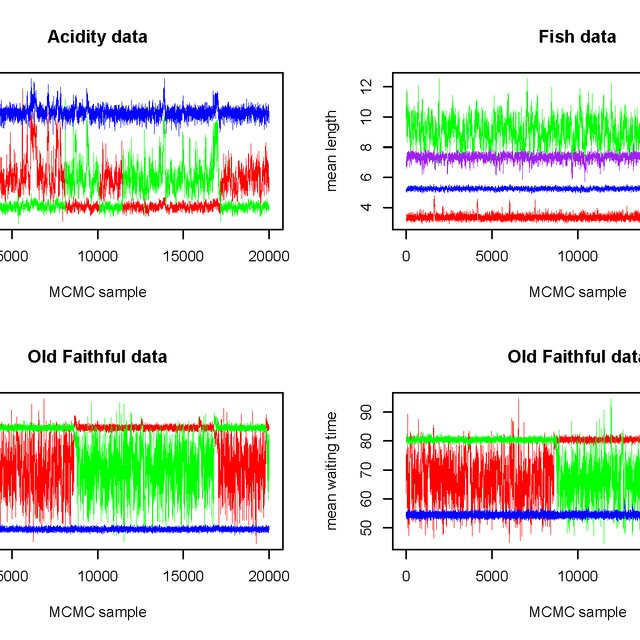 Acidity data
5000 10000 15000 20000
MCMC sample
Fish data
mean length
12
10
8
6
4
0 5000 10000
MCMC sample
Old Faithful data
5000 10000 15000 20000
MCMC sample
Old Faithful data
mean waiting time
90
80
70
60
50
0 5000 10000
MCMC sample